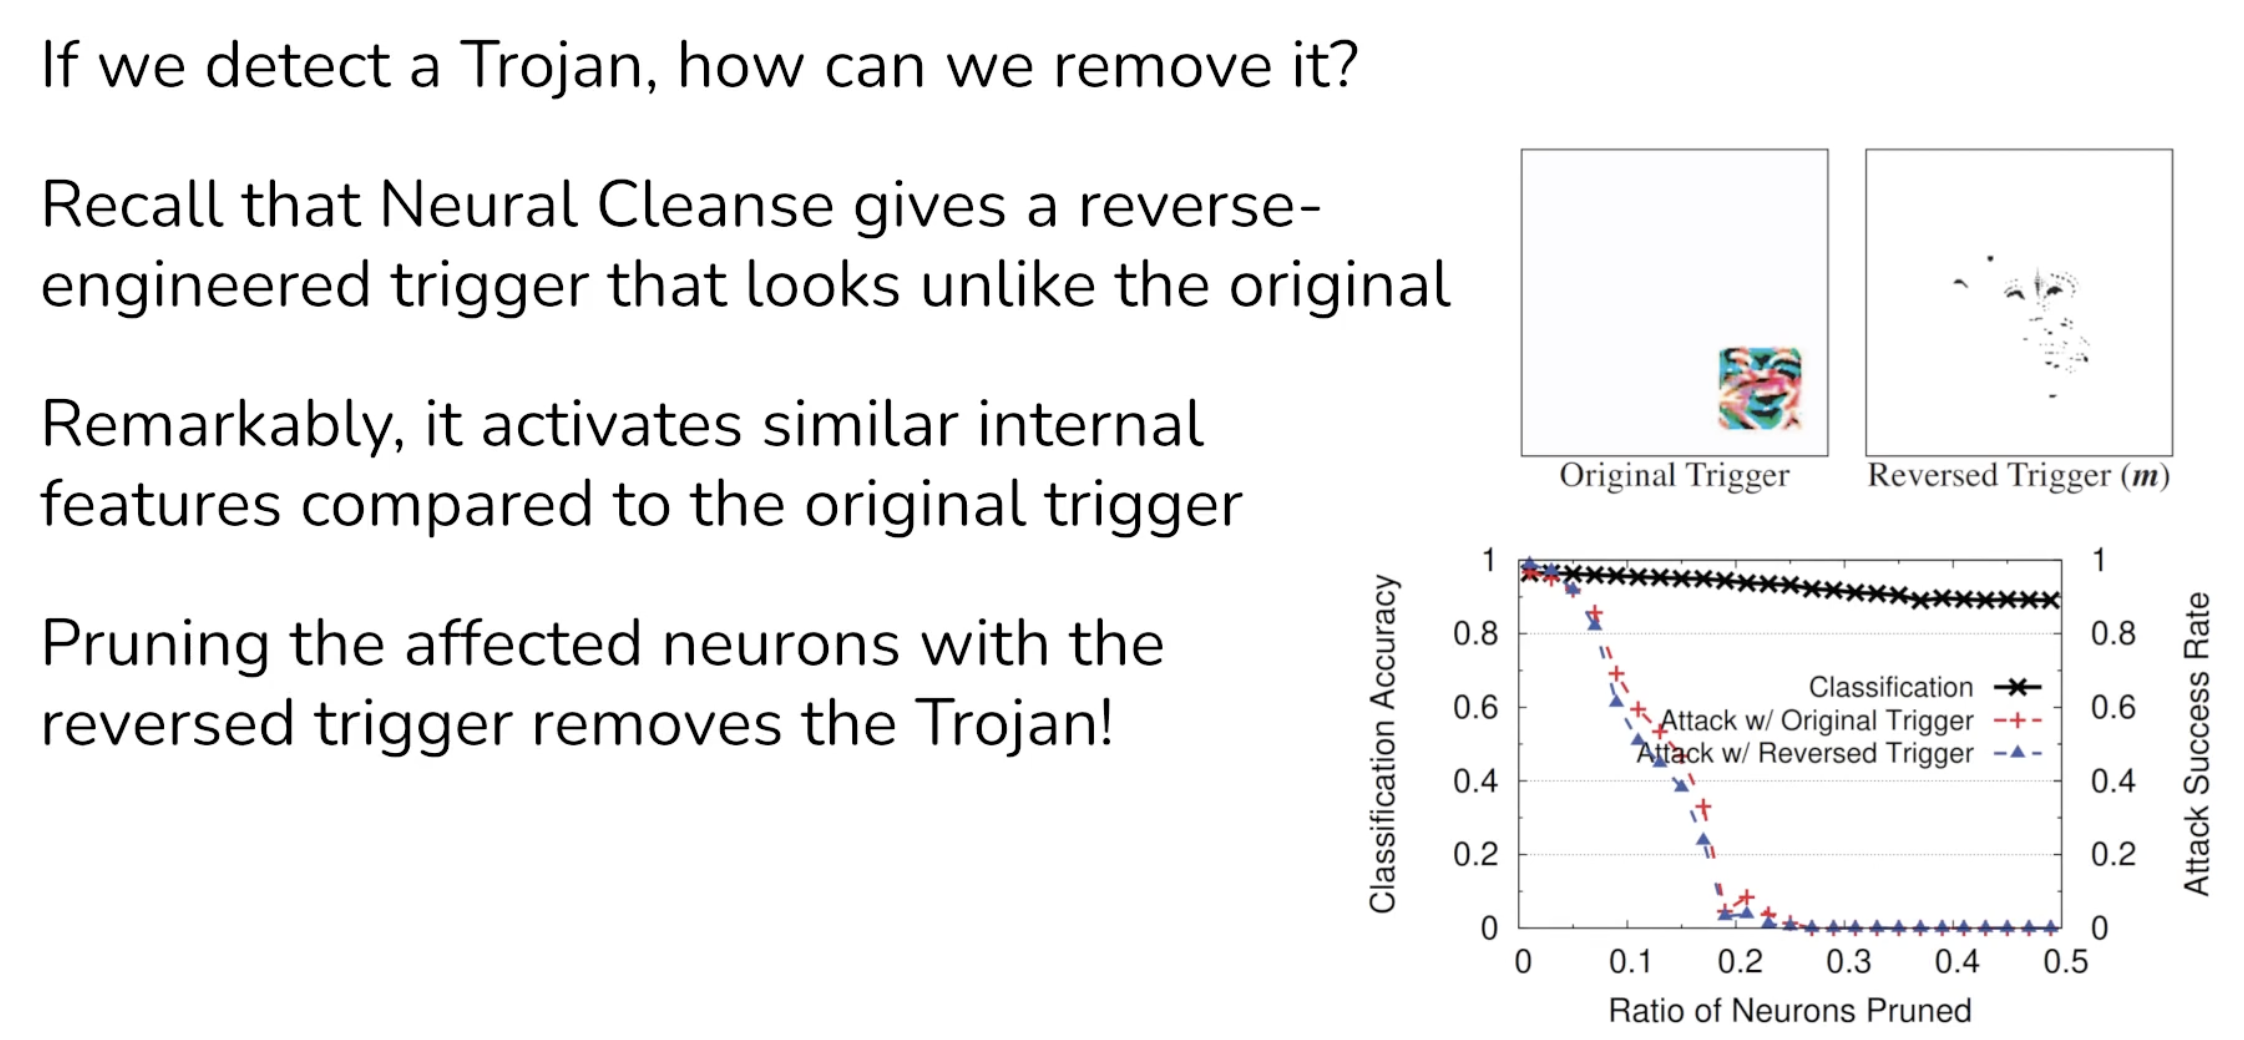 If we detect a Trojan, how can we remove it?
Recall that Neural Cleanse gives a reverse-
engineered trigger that looks unlike the original
Remarkably, it activates similar internal
features compared to the original trigger
Pruning the affected neurons with the
reversed trigger removes the Trojan!
Original Trigger
Reversed Trigger (m)
Classification Accuracy
1
0.8
0.6
0.4
0.2
0
Classification
Attack w/ Original Trigger
Attack w/ Reversed Trigger
1
0.8
0.6
0.4
0.2
0
Attack Success Rate
0 0.1 0.2 0.3 0.4 0.5
Ratio of Neurons Pruned